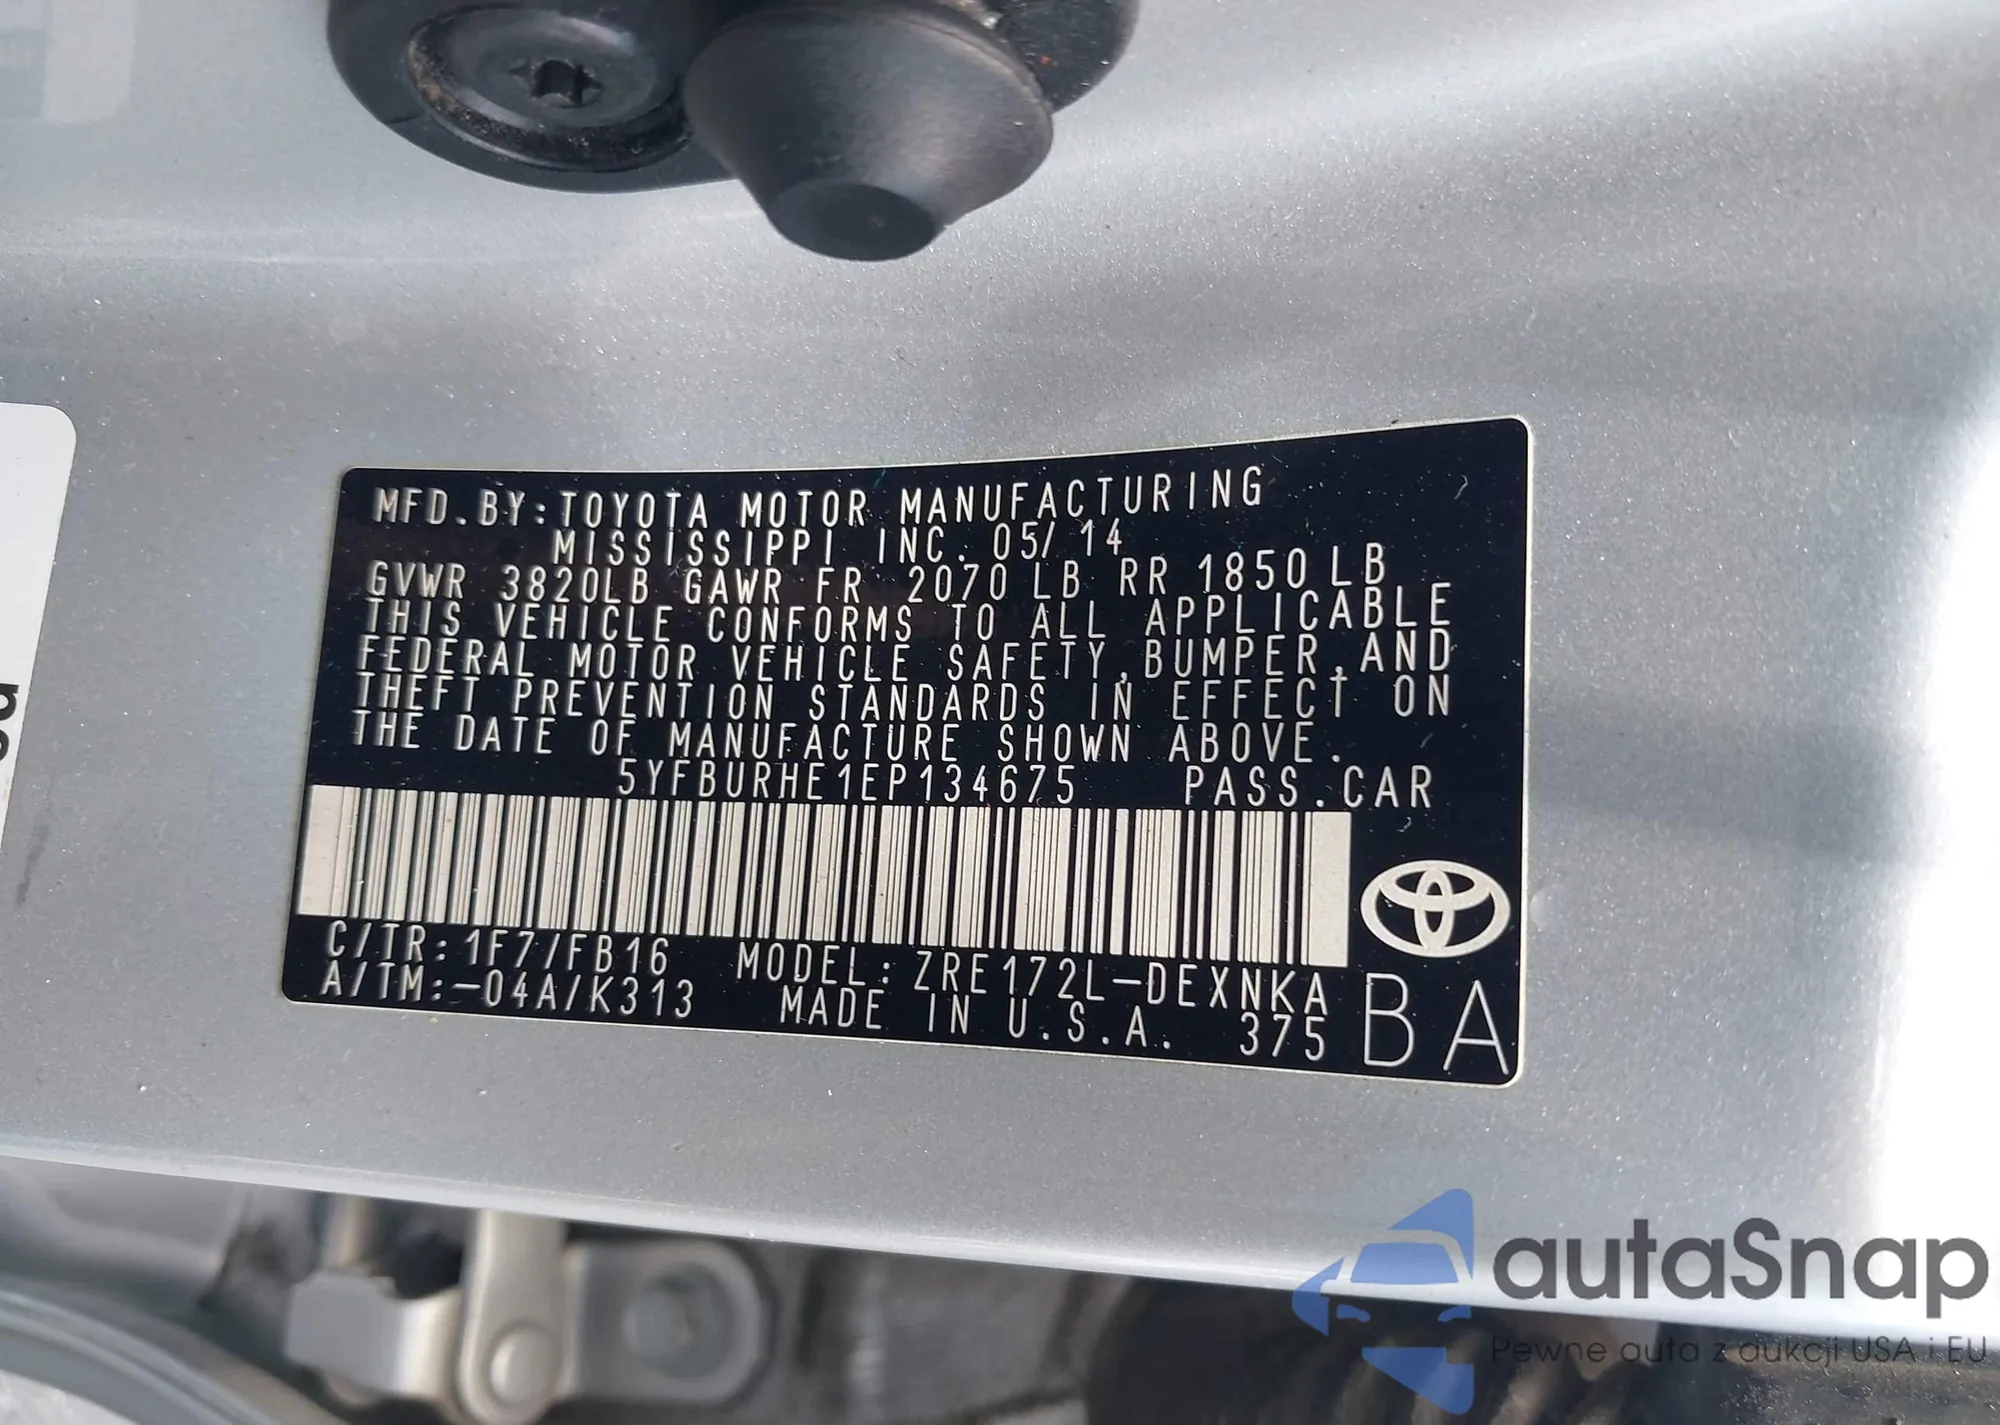 MFD.BY:TOYOTA MOTOR MANUFACTURING
MISSISSIPPI INC. 05/14
GVWR 3820LB GAWR FR 2070LB RR 1850LB
THIS VEHICLE CONFORMS TO ALL APPLICABLE
FEDERAL MOTOR VEHICLE SAFETY,BUMPER,AND
THEFT PREVENTION STANDARDS IN EFFECT ON
THE DATE OF MANUFACTURE SHOWN ABOVE.
5YFBURHE1EP134675 PASS.CAR
C/TR:1F7/FB16 MODEL:ZRE172L-DEXNKA
A/TM:-04A/K313 MADE IN U.S.A. 375
BA
autaSnap
Pewne auta z aukcji USA i EU